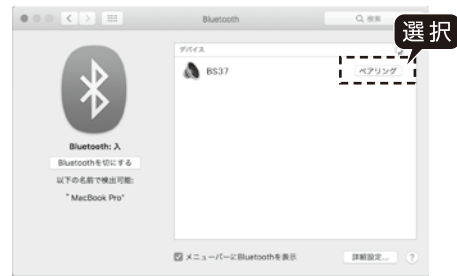 Bluetooth
検索
選択
デバイス
BS37
ペアリング
Bluetooth: 入
Bluetoothを切にする
以下の名前で検出可能:
"MacBook Pro"
メニューバーにBluetoothを表示
詳細設定...
?